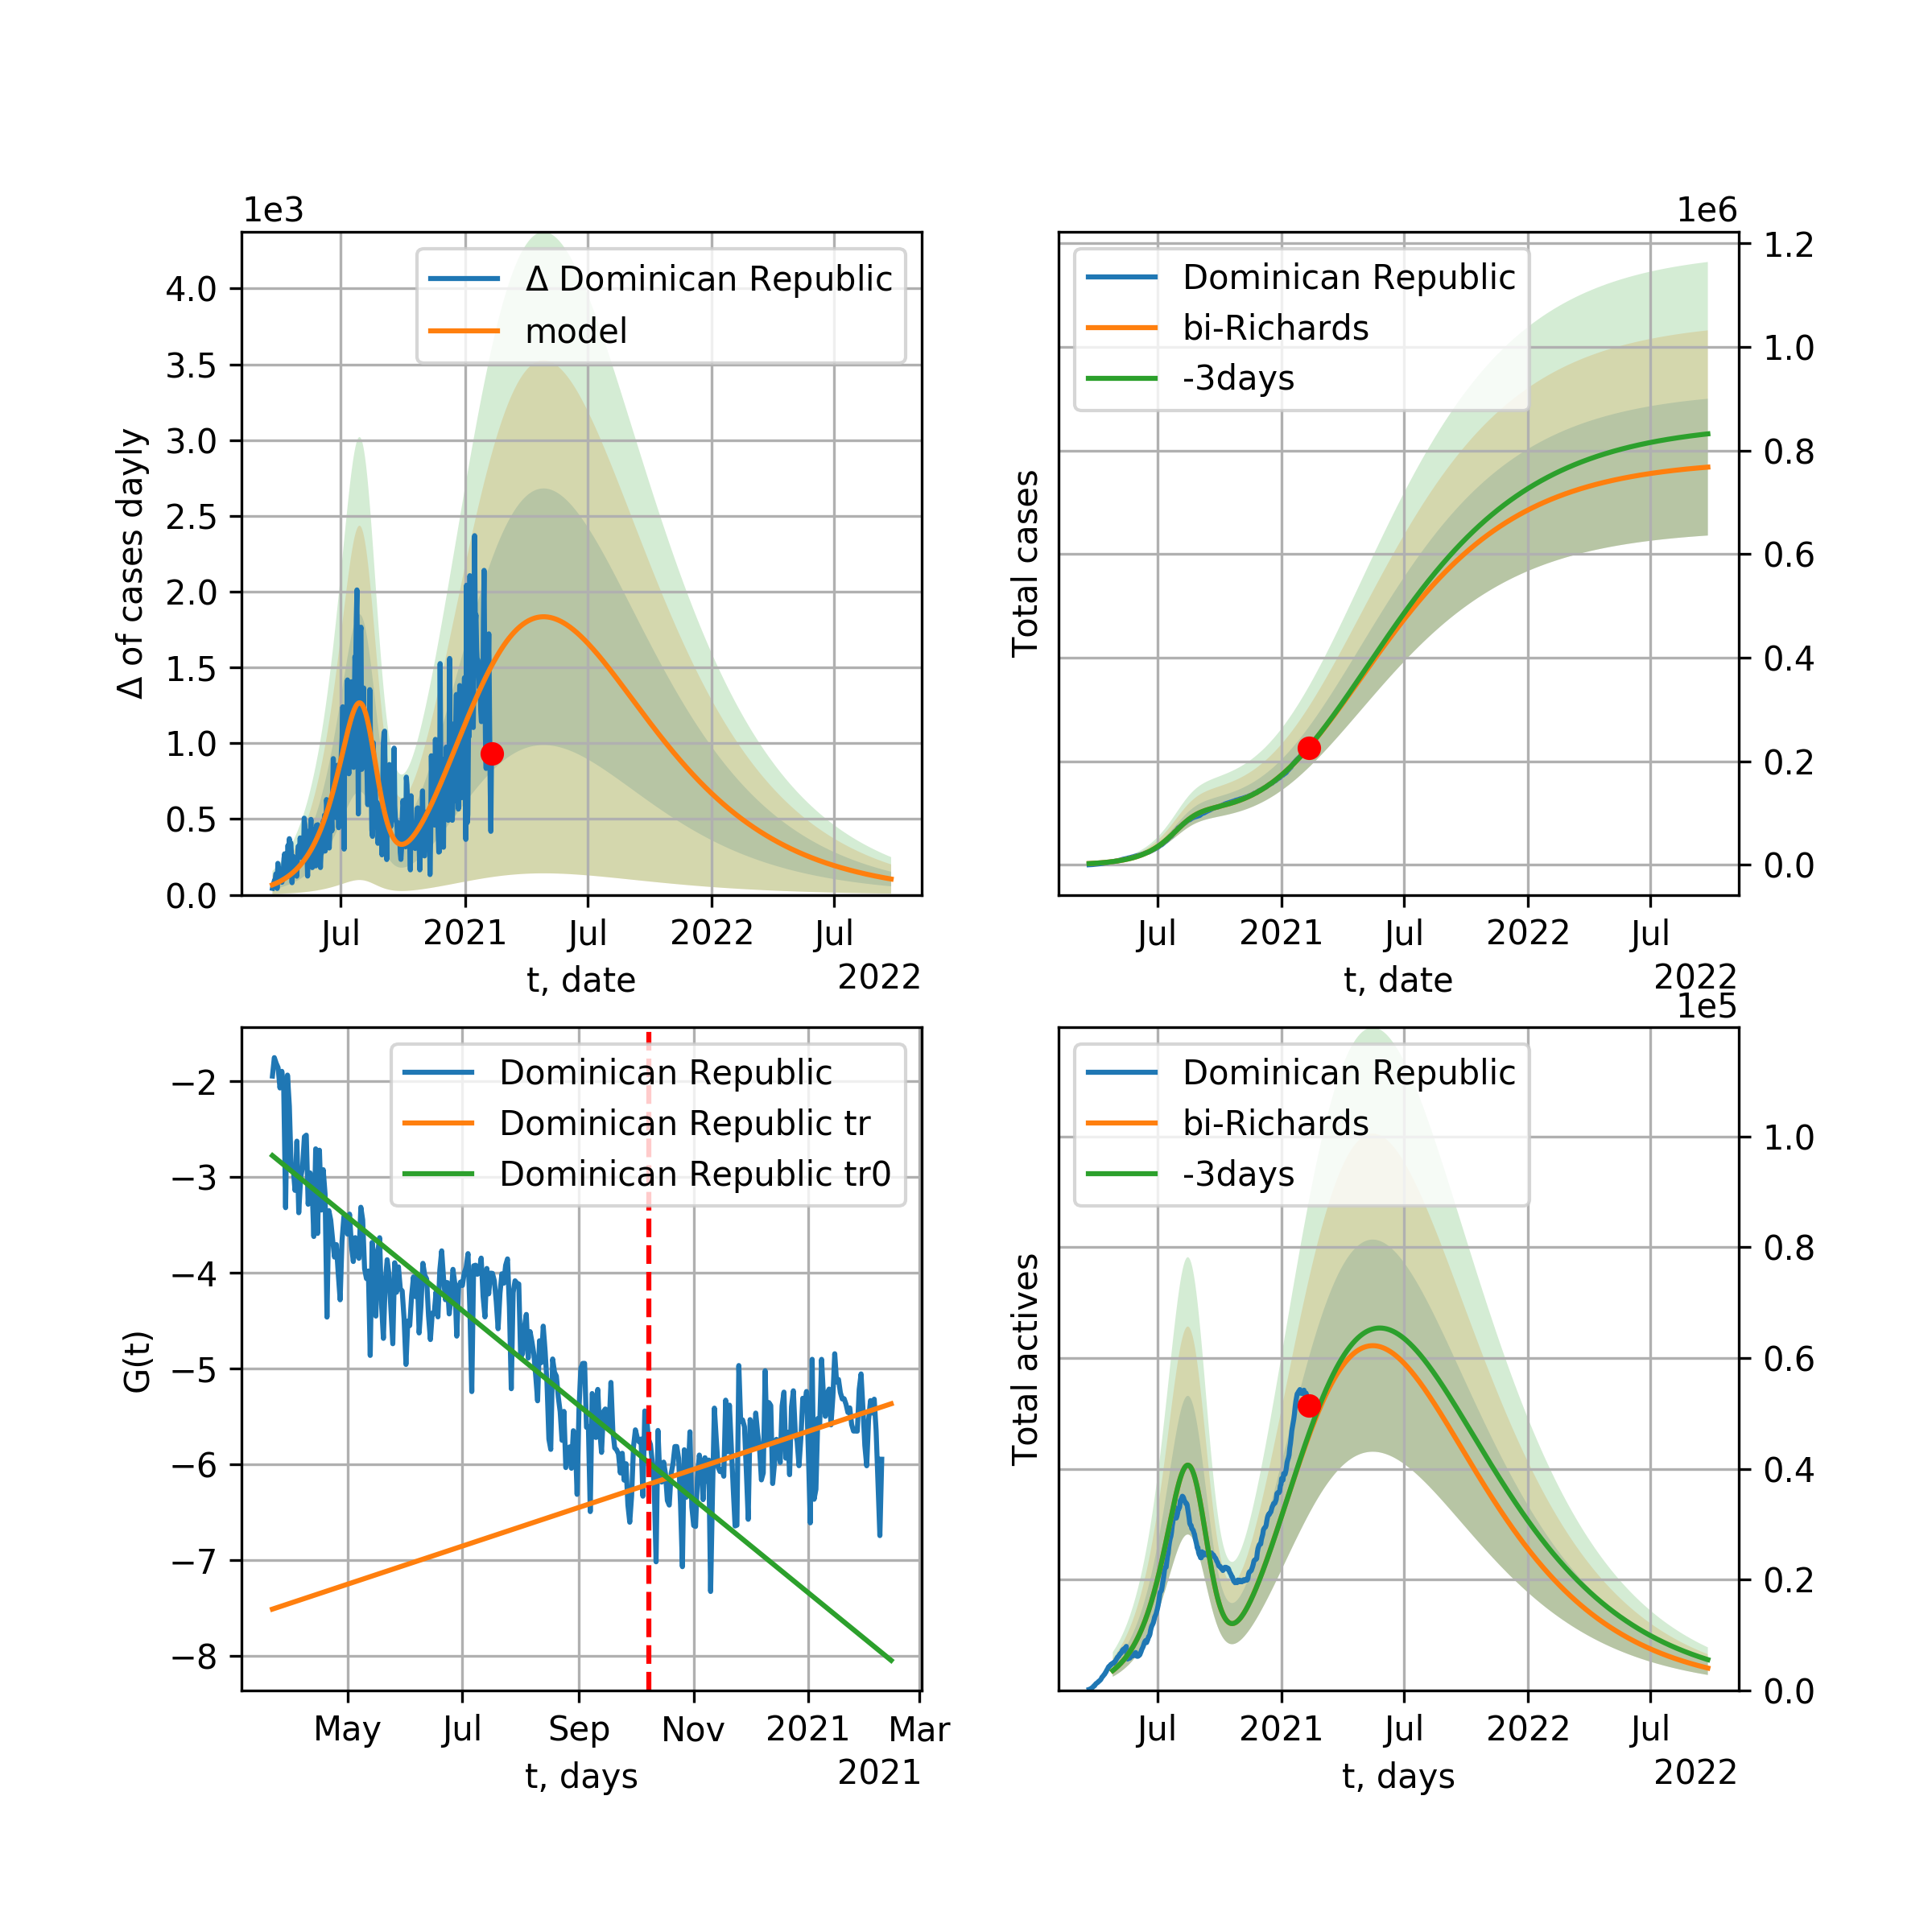 1e3
Δ of cases dayly
4.0
3.5
3.0
2.5
2.0
1.5
1.0
0.5
0.0
Δ Dominican Republic
model
Jul
2021
Jul
2022
Jul
t, date
2022
1e6
Total cases
Dominican Republic
bi-Richards
-3days
1.2
1.0
0.8
0.6
0.4
0.2
0.0
Jul
2021
Jul
2022
Jul
t, date
2022
G(t)
−2
−3
−4
−5
−6
−7
−8
Dominican Republic
Dominican Republic tr
Dominican Republic tr0
May
Jul
Sep
Nov
2021
Mar
t, days
2021
1e5
Total actives
Dominican Republic
bi-Richards
-3days
1.0
0.8
0.6
0.4
0.2
0.0
Jul
2021
Jul
2022
Jul
t, days
2022